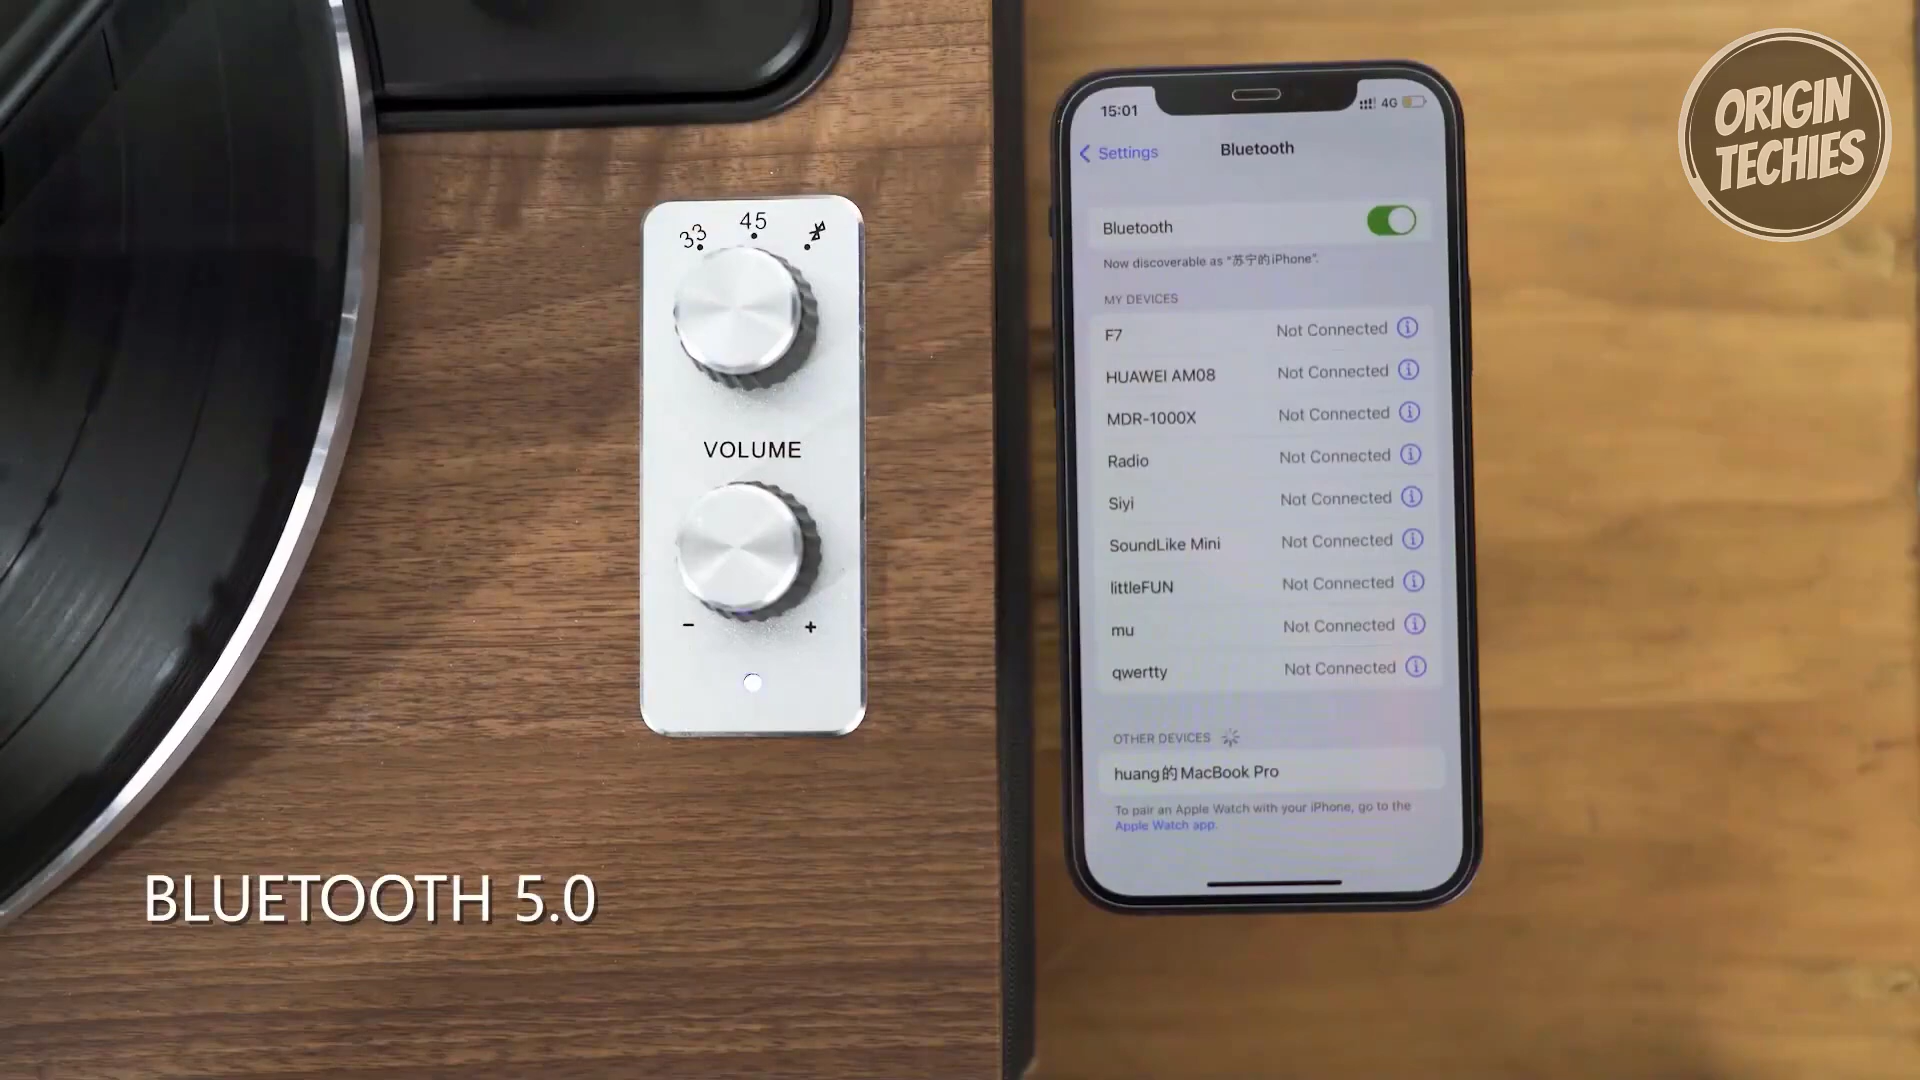 33 45
VOLUME
- +
BLUETOOTH 5.0
15:01 4G
Settings Bluetooth
Bluetooth
Now discoverable as “苏宁的iPhone”.
MY DEVICES
F7 Not Connected
HUAWEI AM08 Not Connected
MDR-1000X Not Connected
Radio Not Connected
Siyi Not Connected
SoundLike Mini Not Connected
littleFUN Not Connected
mu Not Connected
qwertty Not Connected
OTHER DEVICES
huang的MacBook Pro
To pair an Apple Watch with your iPhone, go to the
Apple Watch app.
ORIGIN
TECHIES